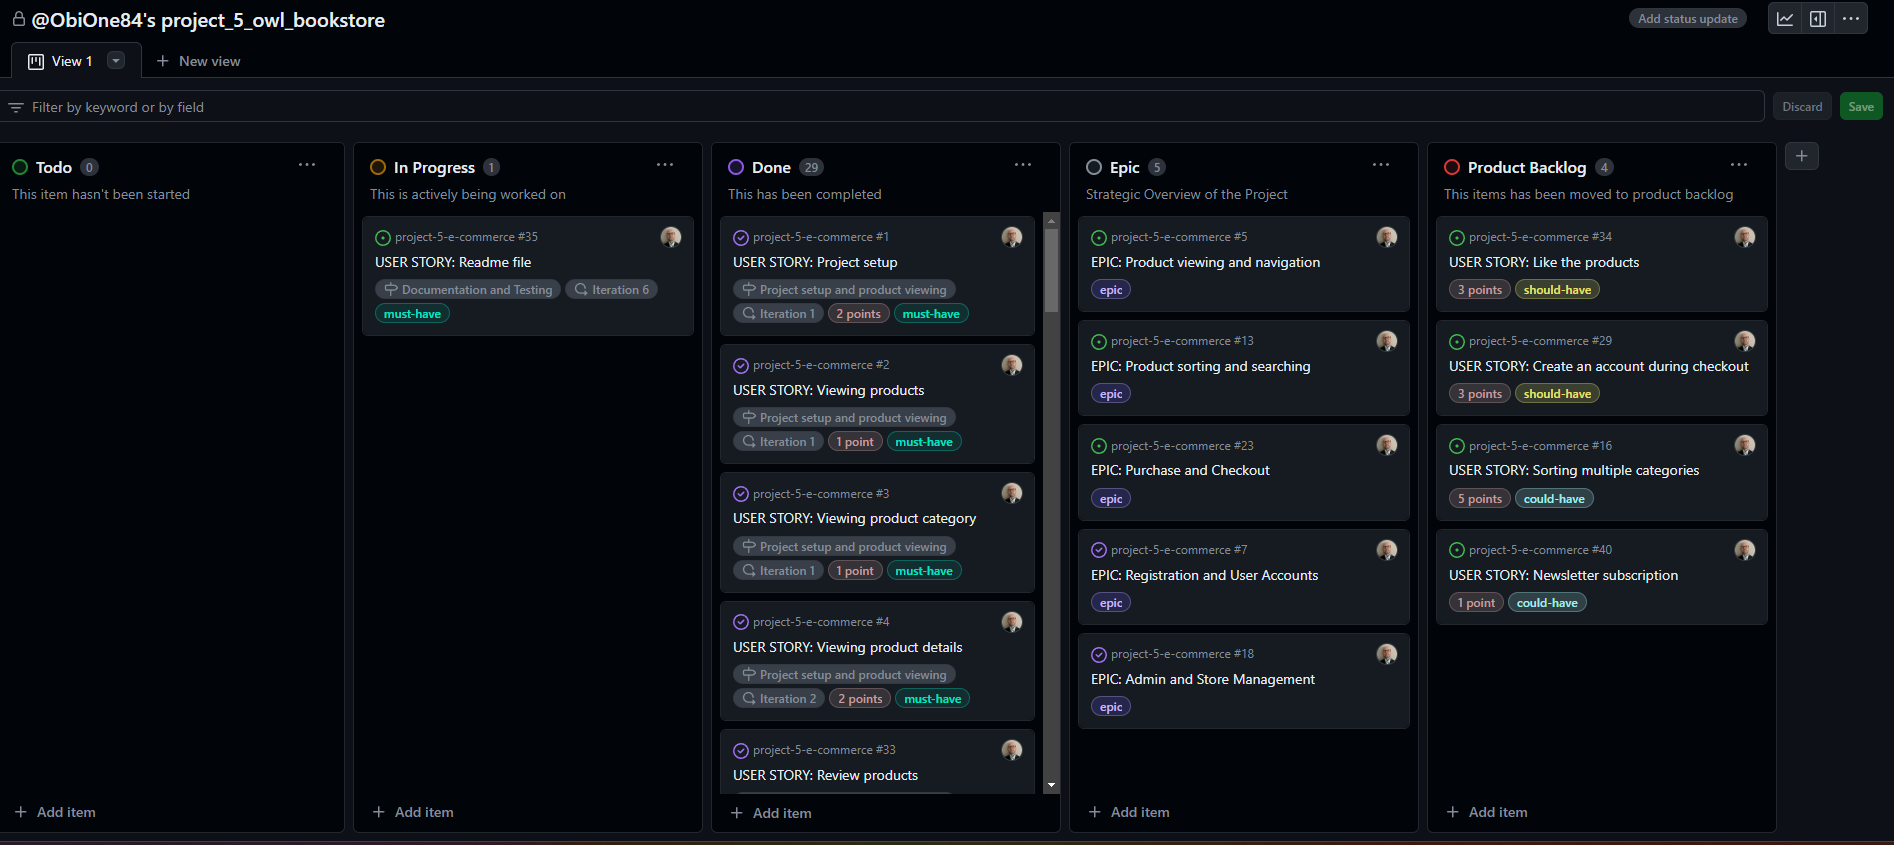 @ObiOne84's project_5_owl_bookstore
Add status update
View 1
New view
Filter by keyword or by field
Discard
Save
Todo 0
This item hasn't been started
Add item
In Progress 1
This is actively being worked on
project-5-e-commerce #35
USER STORY: Readme file
Documentation and Testing
Iteration 6
must-have
Add item
Done 29
This has been completed
project-5-e-commerce #1
USER STORY: Project setup
Project setup and product viewing
Iteration 1 2 points must-have
project-5-e-commerce #2
USER STORY: Viewing products
Project setup and product viewing
Iteration 1 1 point must-have
project-5-e-commerce #3
USER STORY: Viewing product category
Project setup and product viewing
Iteration 1 1 point must-have
project-5-e-commerce #4
USER STORY: Viewing product details
Project setup and product viewing
Iteration 2 2 points must-have
project-5-e-commerce #33
USER STORY: Review products
Add item
Epic 5
Strategic Overview of the Project
project-5-e-commerce #5
EPIC: Product viewing and navigation
epic
project-5-e-commerce #13
EPIC: Product sorting and searching
epic
project-5-e-commerce #23
EPIC: Purchase and Checkout
epic
project-5-e-commerce #7
EPIC: Registration and User Accounts
epic
project-5-e-commerce #18
EPIC: Admin and Store Management
epic
Add item
Product Backlog 4
This items has been moved to product backlog
project-5-e-commerce #34
USER STORY: Like the products
3 points should-have
project-5-e-commerce #29
USER STORY: Create an account during checkout
3 points should-have
project-5-e-commerce #16
USER STORY: Sorting multiple categories
5 points could-have
project-5-e-commerce #40
USER STORY: Newsletter subscription
1 point could-have
Add item